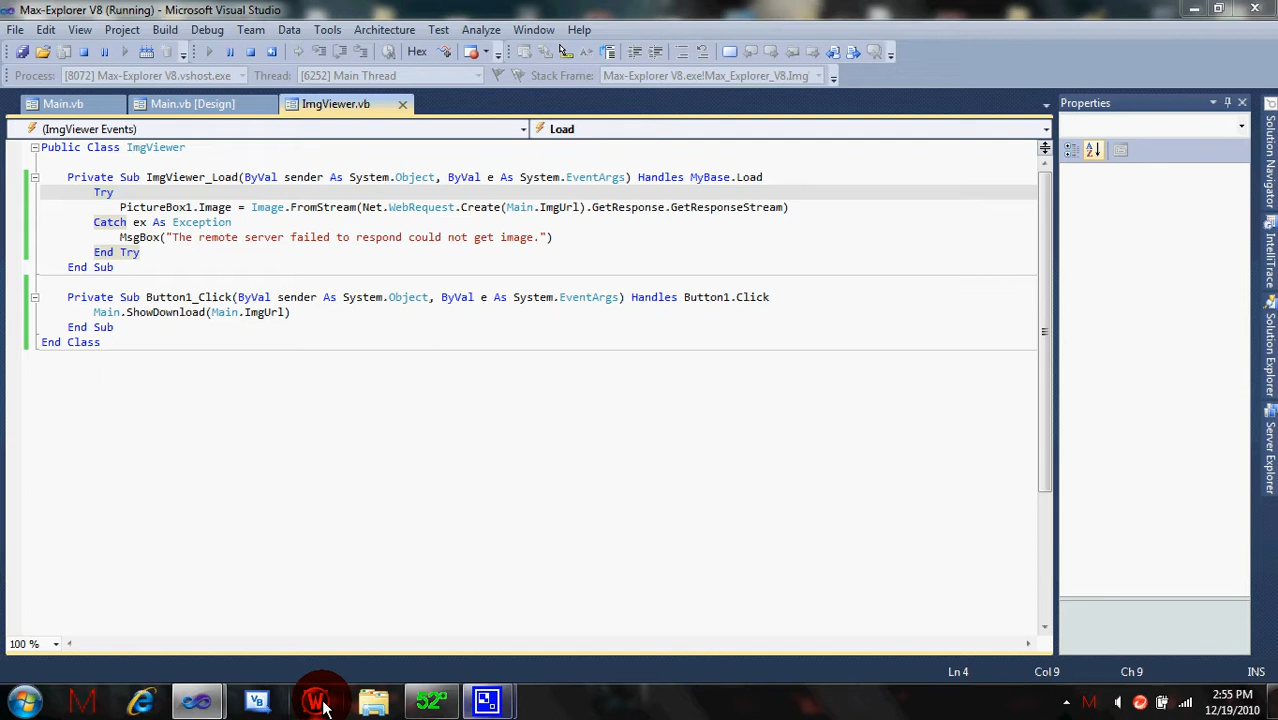 Max-Explorer V8 (Running) - Microsoft Visual Studio
File Edit View Project Build Debug Team Data Tools Architecture Test Analyze Window Help
Hex
Process: [8072] Max-Explorer V8.vshost.exe Thread: [6252] Main Thread Stack Frame: Max-Explorer V8.exe!Max_Explorer_V8.Img
Main.vb Main.vb [Design] ImgViewer.vb Properties
(ImgViewer Events) Load
Public Class ImgViewer
Private Sub ImgViewer_Load(ByVal sender As System.Object, ByVal e As System.EventArgs) Handles MyBase.Load
Try
PictureBox1.Image = Image.FromStream(Net.WebRequest.Create(Main.ImgUrl).GetResponse.GetResponseStream)
Catch ex As Exception
MsgBox("The remote server failed to respond could not get image.")
End Try
End Sub
Private Sub Button1_Click(ByVal sender As System.Object, ByVal e As System.EventArgs) Handles Button1.Click
Main.ShowDownload(Main.ImgUrl)
End Sub
End Class
Solution Navigator
IntelliTrace
Solution Explorer
Server Explorer
100 %
Ln 4 Col 9 Ch 9 INS
M VB W 52° M
2:55 PM
12/19/2010